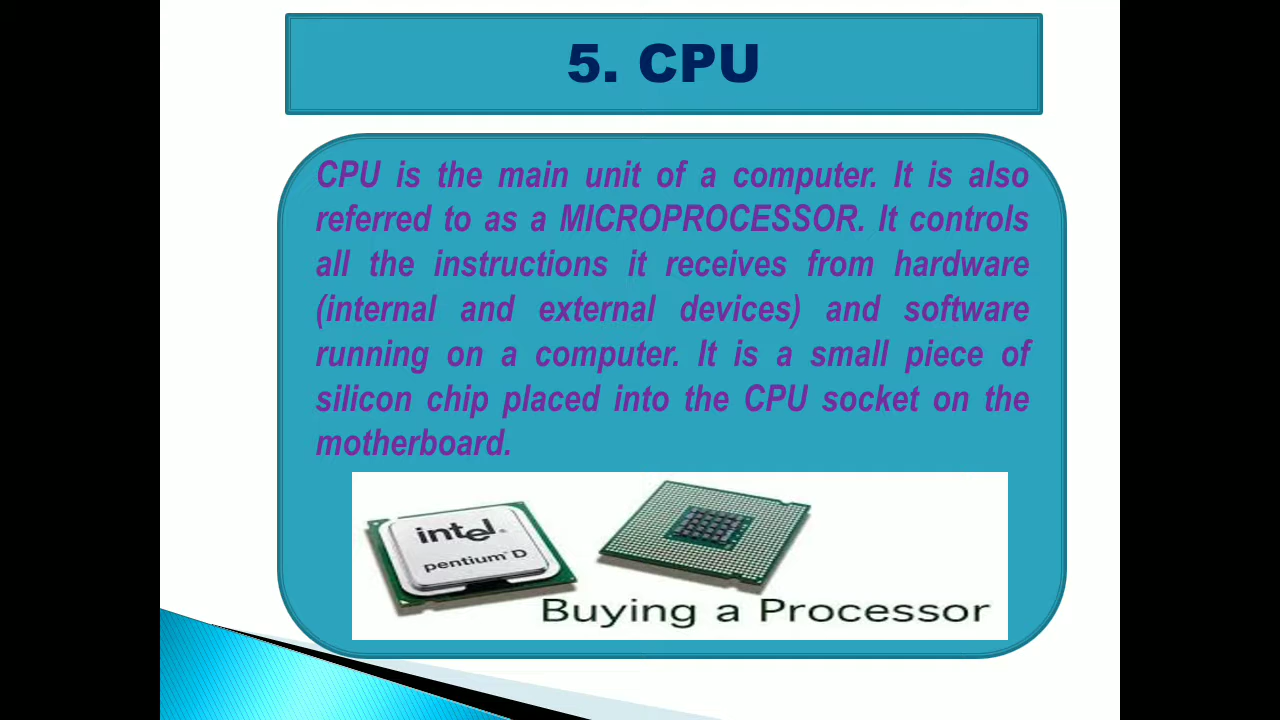 5. CPU
CPU is the main unit of a computer. It is also
referred to as a MICROPROCESSOR. It controls
all the instructions it receives from hardware
(internal and external devices) and software
running on a computer. It is a small piece of
silicon chip placed into the CPU socket on the
motherboard.
intel®
pentium® D
Buying a Processor